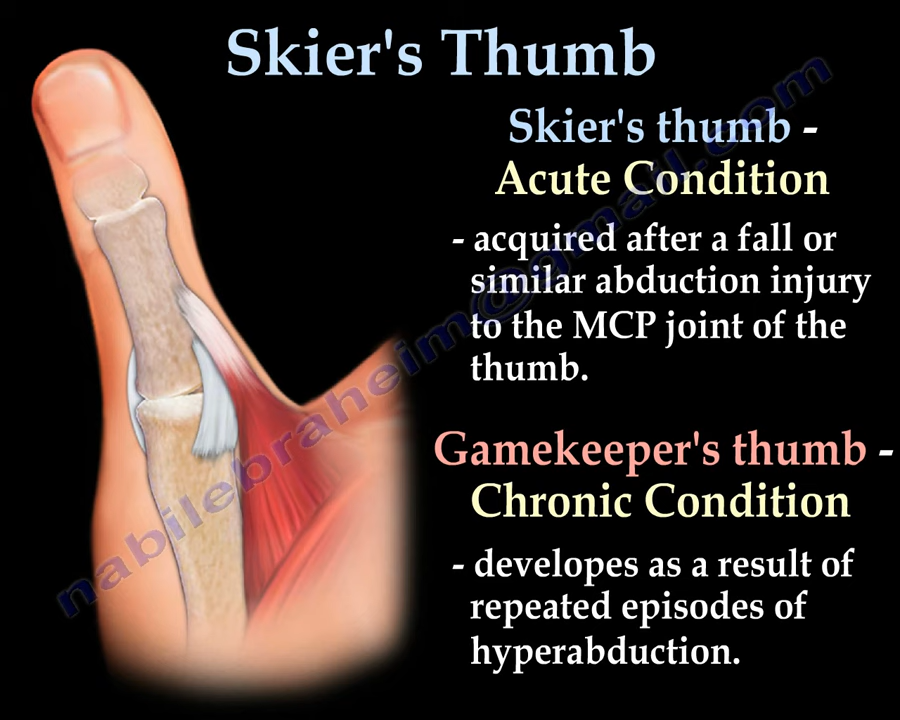 Skier's Thumb
Skier's thumb -
Acute Condition
- acquired after a fall or
similar abduction injury
to the MCP joint of the
thumb.
Gamekeeper's thumb -
Chronic Condition
- developes as a result of
repeated episodes of
hyperabduction.
nabilebraheim@gmail.com